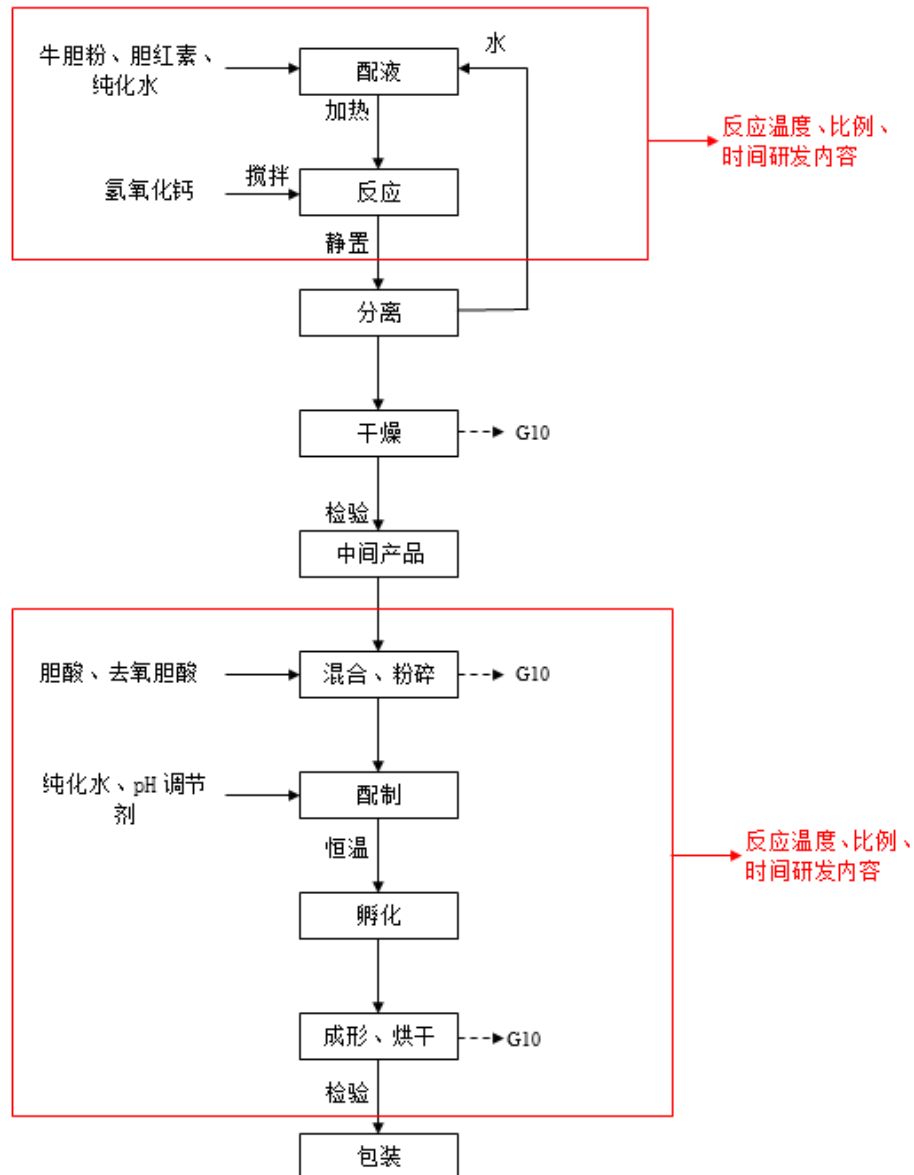 水
牛胆粉、胆红素、
纯化水
配液
加热
反应温度、比例、
时间研发内容
搅拌
氢氧化钙
反应
静置
分离
干燥
G10
检验
中间产品
胆酸、去氧胆酸
混合、粉碎
G10
纯化水、pH 调节
剂
配制
恒温
反应温度、比例、
时间研发内容
孵化
成形、烘干
G10
检验
包装